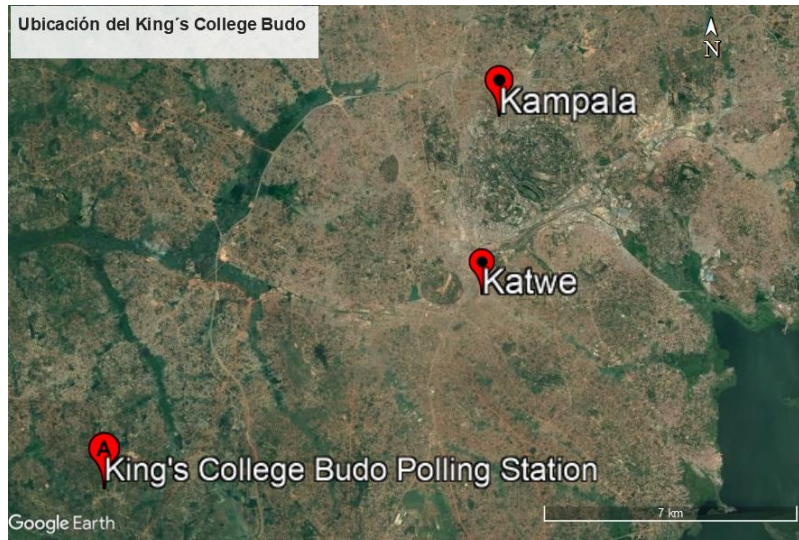 Ubicación del King´s College Budo
N
Kampala
Katwe
A
King's College Budo Polling Station
Google Earth
7 km